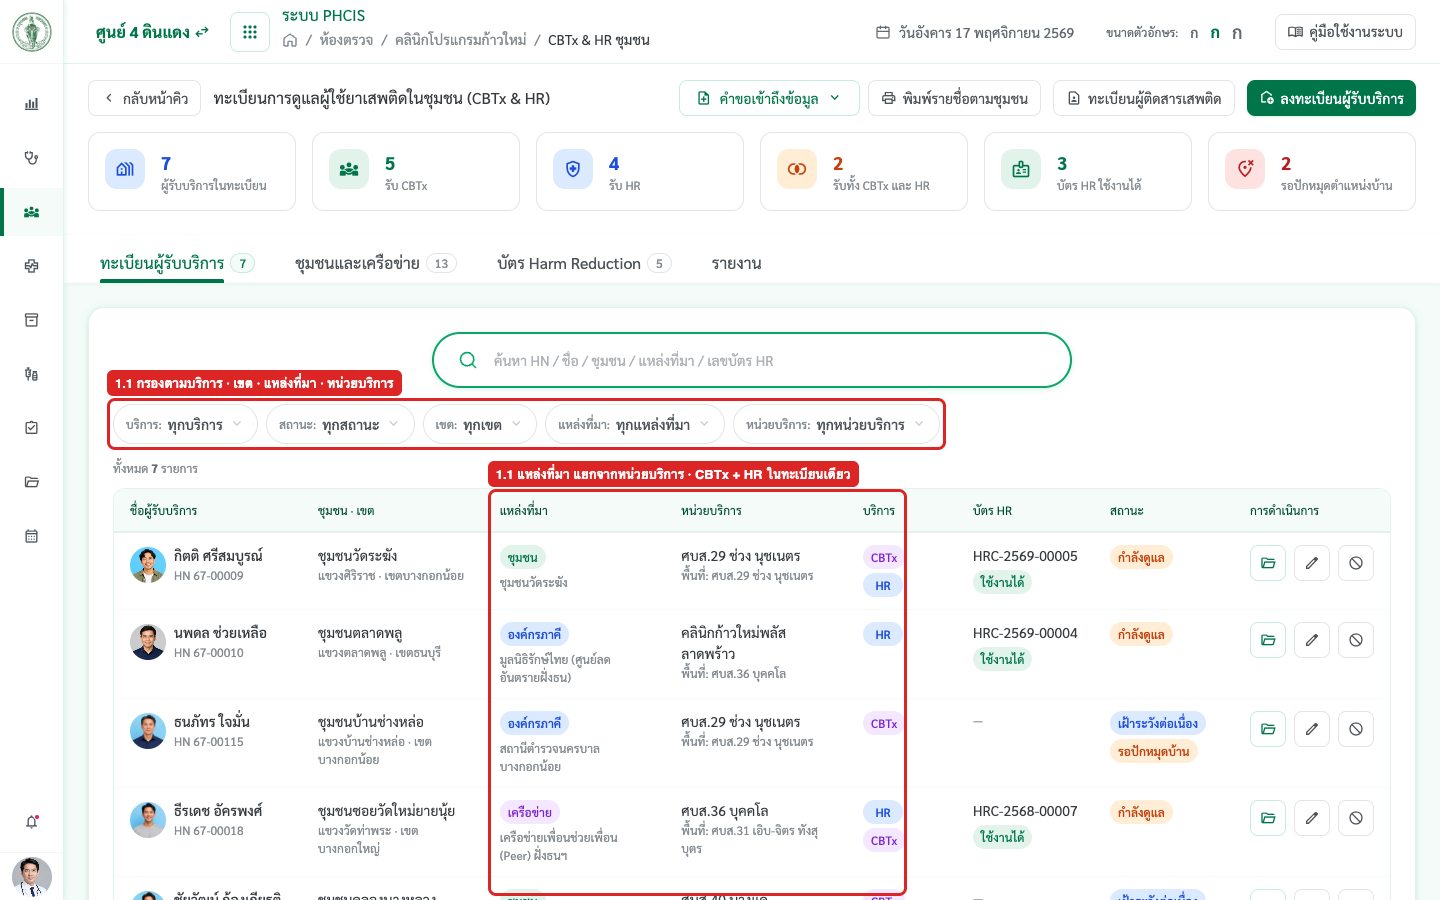 ศูนย์ 4 ดินแดง
ระบบ PHCIS
/ ห้องตรวจ / คลินิกโปรแกรมก้าวใหม่ / CBTx & HR ชุมชน
วันอังคาร 17 พฤศจิกายน 2569
ขนาดตัวอักษร: ก ก ก
คู่มือใช้งานระบบ
กลับหน้าคิว
ทะเบียนการดูแลผู้ใช้ยาเสพติดในชุมชน (CBTx & HR)
คำขอเข้าถึงข้อมูล
พิมพ์รายชื่อตามชุมชน
ทะเบียนผู้ติดสารเสพติด
ลงทะเบียนผู้รับบริการ
7
ผู้รับบริการในทะเบียน
5
รับ CBTx
4
รับ HR
2
รับทั้ง CBTx และ HR
3
บัตร HR ใช้งานได้
2
รอปักหมุดตำแหน่งบ้าน
ทะเบียนผู้รับบริการ 7
ชุมชนและเครือข่าย 13
บัตร Harm Reduction 5
รายงาน
ค้นหา HN / ชื่อ / ชุมชน / แหล่งที่มา / เลขบัตร HR
1.1 กรองตามบริการ · เขต · แหล่งที่มา · หน่วยบริการ
บริการ: ทุกบริการ
สถานะ: ทุกสถานะ
เขต: ทุกเขต
แหล่งที่มา: ทุกแหล่งที่มา
หน่วยบริการ: ทุกหน่วยบริการ
ทั้งหมด 7 รายการ
1.1 แหล่งที่มา แยกจากหน่วยบริการ · CBTx + HR ในทะเบียนเดียว
ชื่อผู้รับบริการ
ชุมชน · เขต
แหล่งที่มา
หน่วยบริการ
บริการ
บัตร HR
สถานะ
การดำเนินการ
กิตติ ศรีสมบูรณ์
HN 67-00009
ชุมชนวัดระฆัง
แขวงศิริราช · เขตบางกอกน้อย
ชุมชน
ชุมชนวัดระฆัง
ศบส.29 ช่วง นุชเนตร
พื้นที่: ศบส.29 ช่วง นุชเนตร
CBTx
HR
HRC-2569-00005
ใช้งานได้
กำลังดูแล
นพดล ช่วยเหลือ
HN 67-00010
ชุมชนตลาดพลู
แขวงตลาดพลู · เขตธนบุรี
องค์กรภาคี
มูลนิธิรักษ์ไทย (ศูนย์ลด
อันตรายฝั่งธน)
คลินิกก้าวใหม่พลัส
ลาดพร้าว
พื้นที่: ศบส.36 บุคคโล
HR
HRC-2569-00004
ใช้งานได้
กำลังดูแล
ธนภัทร ใจมั่น
HN 67-00115
ชุมชนบ้านช่างหล่อ
แขวงบ้านช่างหล่อ · เขต
บางกอกน้อย
องค์กรภาคี
สถานีตำรวจนครบาล
บางกอกน้อย
ศบส.29 ช่วง นุชเนตร
พื้นที่: ศบส.29 ช่วง นุชเนตร
CBTx
—
เฝ้าระวังต่อเนื่อง
รอปักหมุดบ้าน
ธีรเดช อัครพงศ์
HN 67-00018
ชุมชนซอยวัดใหม่ยายนุ้ย
แขวงวัดท่าพระ · เขต
บางกอกใหญ่
เครือข่าย
เครือข่ายเพื่อนช่วยเพื่อน
(Peer) ฝั่งธนฯ
ศบส.36 บุคคโล
พื้นที่: ศบส.31 เอิบ-จิตร ทังสุ
บุตร
HR
CBTx
HRC-2568-00007
ใช้งานได้
กำลังดูแล